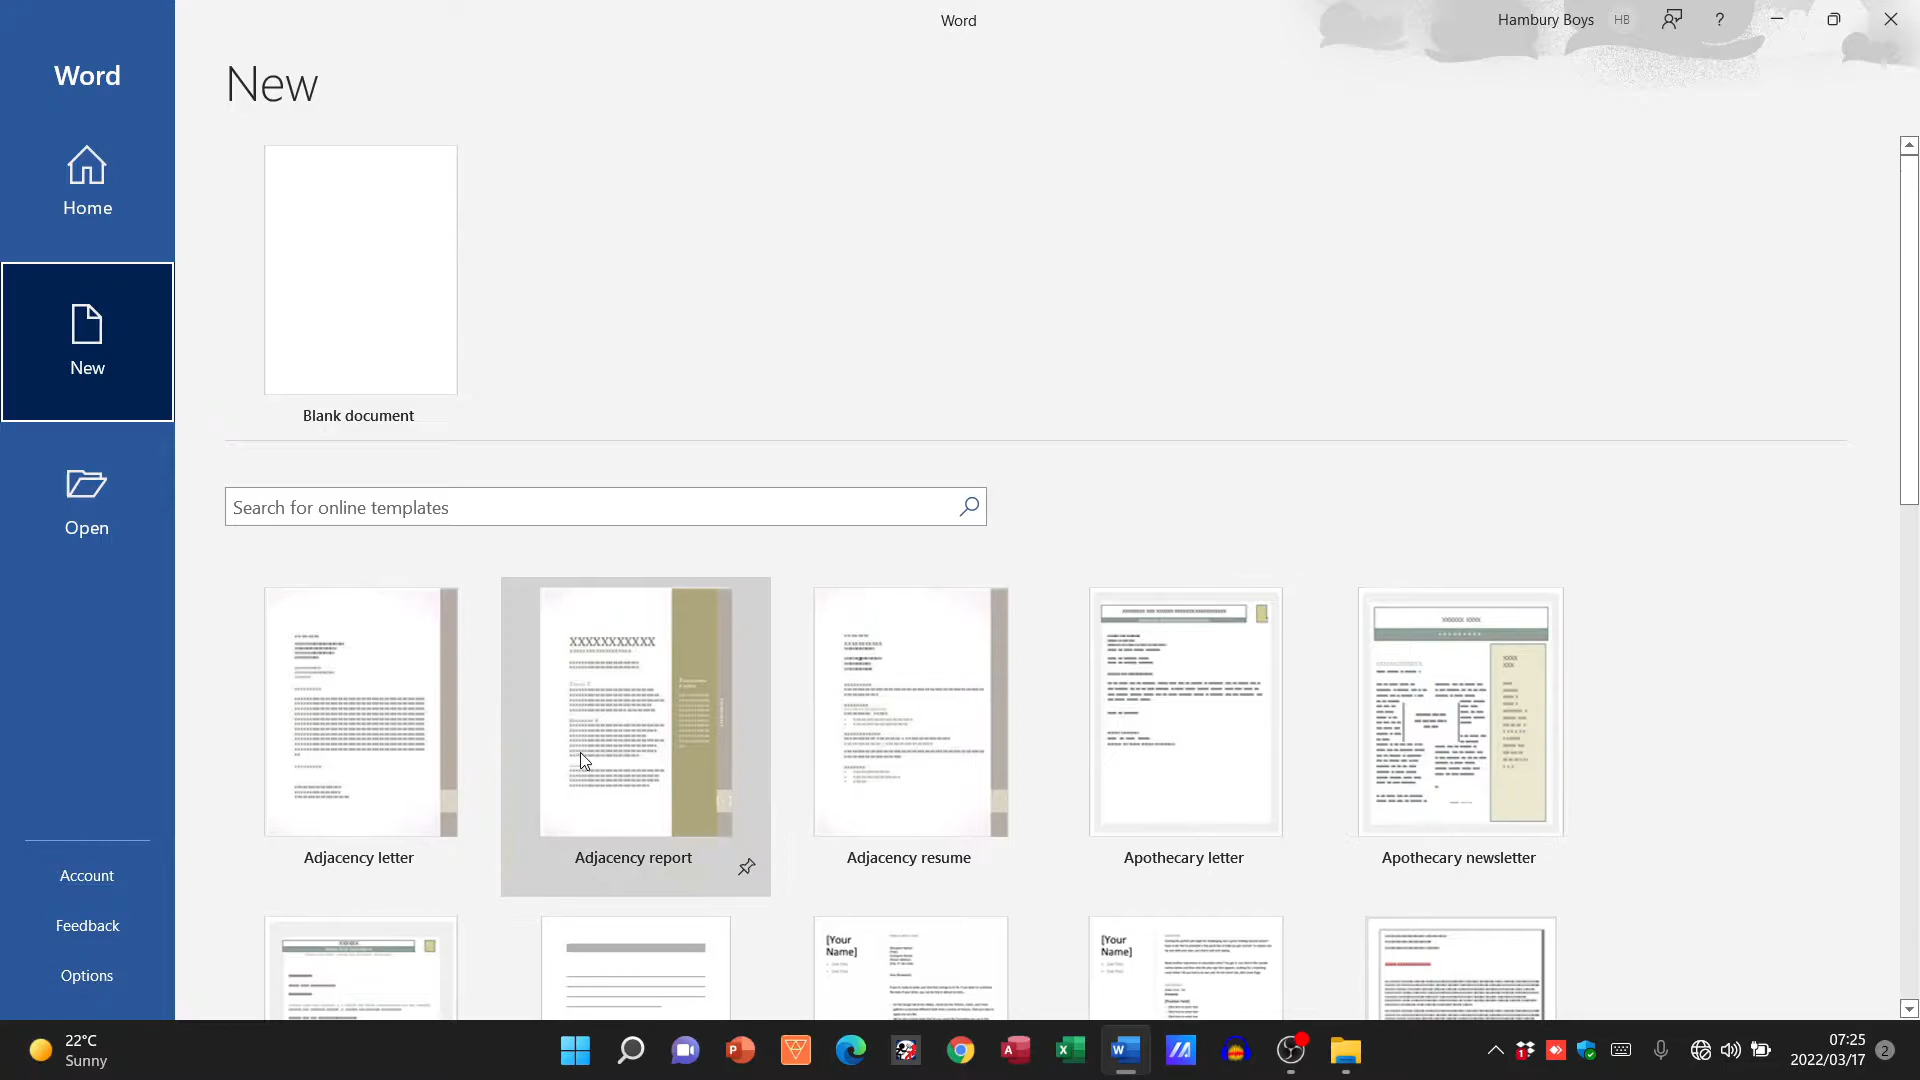 Word
Hambury Boys
HB
?
Word
New
Home
New
Open
Blank document
Search for online templates
XXXXXXXXXXX
Adjacency letter
Adjacency report
Adjacency resume
Apothecary letter
Apothecary newsletter
[Your
Name]
[Your
Name]
Account
Feedback
Options
22°C
Sunny
07:25
2022/03/17
2